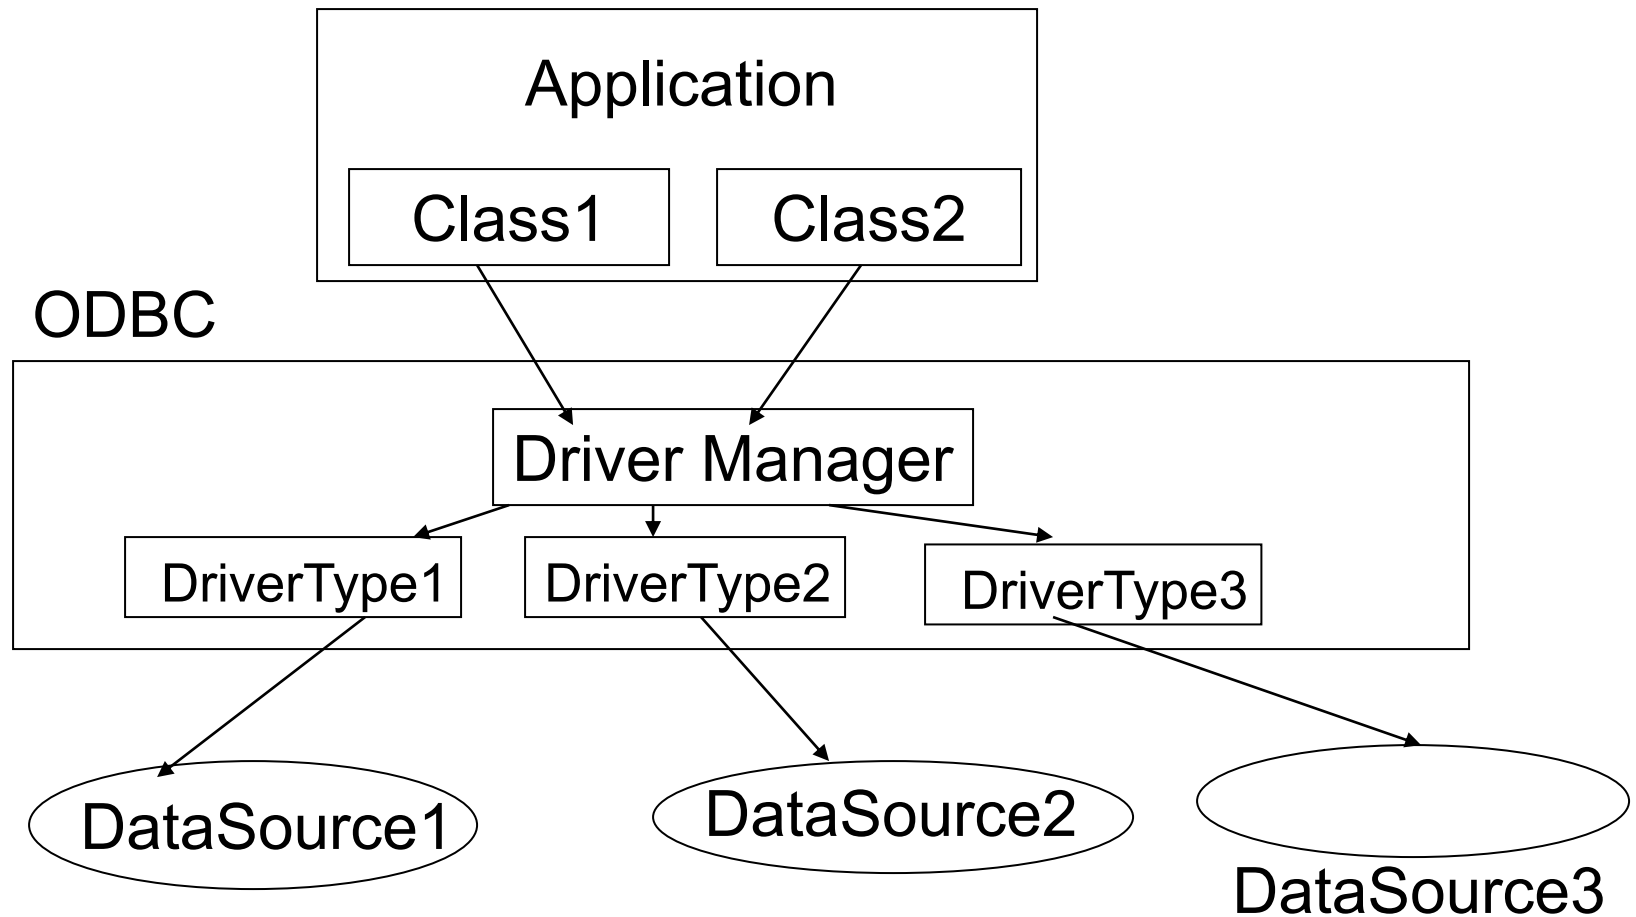 Application
Class1
Class2
ODBC
Driver Manager
DriverType1
DriverType2
DriverType3
DataSource1
DataSource2
DataSource3